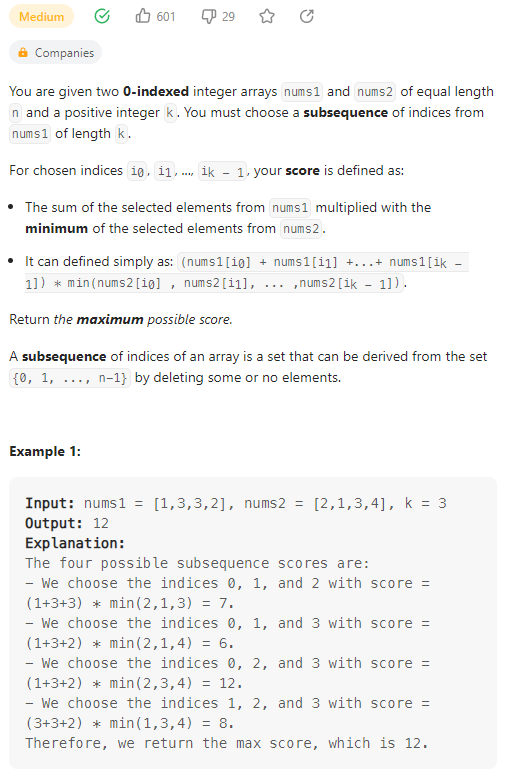 Medium 601 29
Companies
You are given two 0-indexed integer arrays nums1 and nums2 of equal length
n and a positive integer k. You must choose a subsequence of indices from
nums1 of length k.
For chosen indices i0, i1, ..., ik - 1, your score is defined as:
• The sum of the selected elements from nums1 multiplied with the
minimum of the selected elements from nums2.
• It can defined simply as: (nums1[i0] + nums1[i1] +...+ nums1[ik -
1]) * min(nums2[i0] , nums2[i1], ... ,nums2[ik - 1]).
Return the maximum possible score.
A subsequence of indices of an array is a set that can be derived from the set
{0, 1, ..., n-1} by deleting some or no elements.
Example 1:
Input: nums1 = [1,3,3,2], nums2 = [2,1,3,4], k = 3
Output: 12
Explanation:
The four possible subsequence scores are:
- We choose the indices 0, 1, and 2 with score =
(1+3+3) * min(2,1,3) = 7.
- We choose the indices 0, 1, and 3 with score =
(1+3+2) * min(2,1,4) = 6.
- We choose the indices 0, 2, and 3 with score =
(1+3+2) * min(2,3,4) = 12.
- We choose the indices 1, 2, and 3 with score =
(3+3+2) * min(1,3,4) = 8.
Therefore, we return the max score, which is 12.